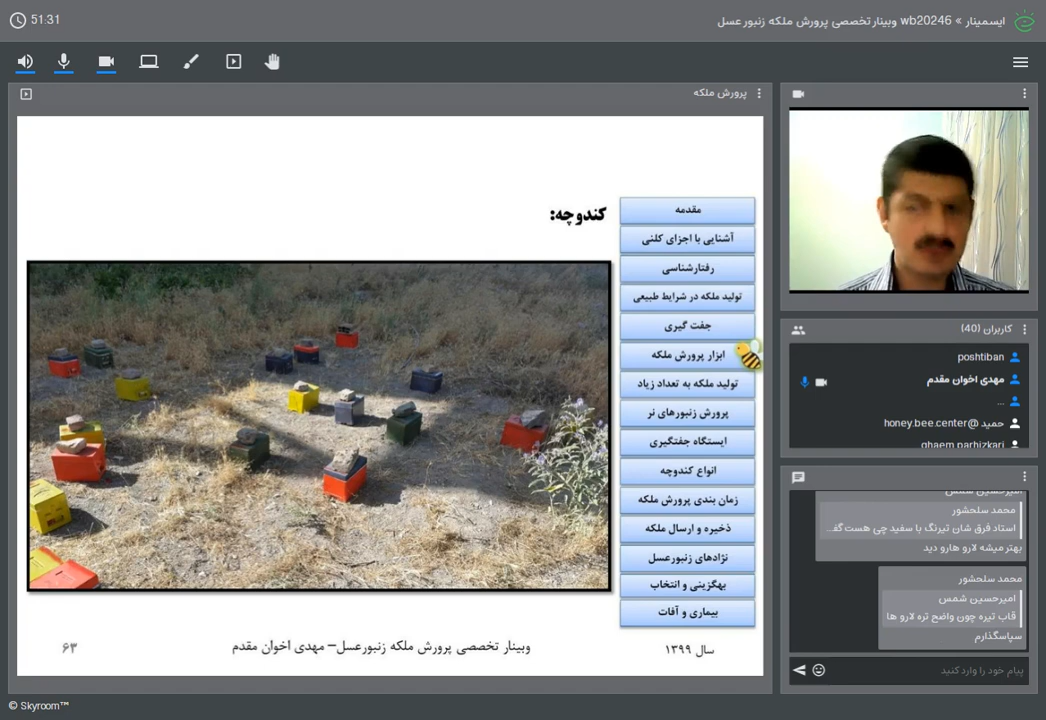 51:31
ایسمینار » wb20246 وبینار تخصصی پرورش ملکه زنبور عسل
پرورش ملکه
کندوچه:
مقدمه
آشنایی با اجزای کلنی
رفتارشناسی
تولید ملکه در شرایط طبیعی
جفت گیری
ابزار پرورش ملکه
تولید ملکه به تعداد زیاد
پرورش زنبورهای نر
ایستگاه جفتگیری
انواع کندوچه
زمان بندی پرورش ملکه
ذخیره و ارسال ملکه
نژادهای زنبورعسل
بهگزینی و انتخاب
بیماری و آفات
سال ۱۳۹۹
وبینار تخصصی پرورش ملکه زنبورعسل– مهدی اخوان مقدم
۶۳
کاربران (40)
poshtiban
مهدی اخوان مقدم
...
حمید @honey.bee.center
ghaem parhizkari
امیرحسین شمس
محمد سلحشور
استاد فرق شان تیرنگ با سفید چی هست گف...
بهتر میشه لارو هارو دید
محمد سلحشور
امیرحسین شمس
قاب تیره چون واضح تره لارو ها
سپاسگذارم
پیام خود را وارد کنید
© Skyroom™